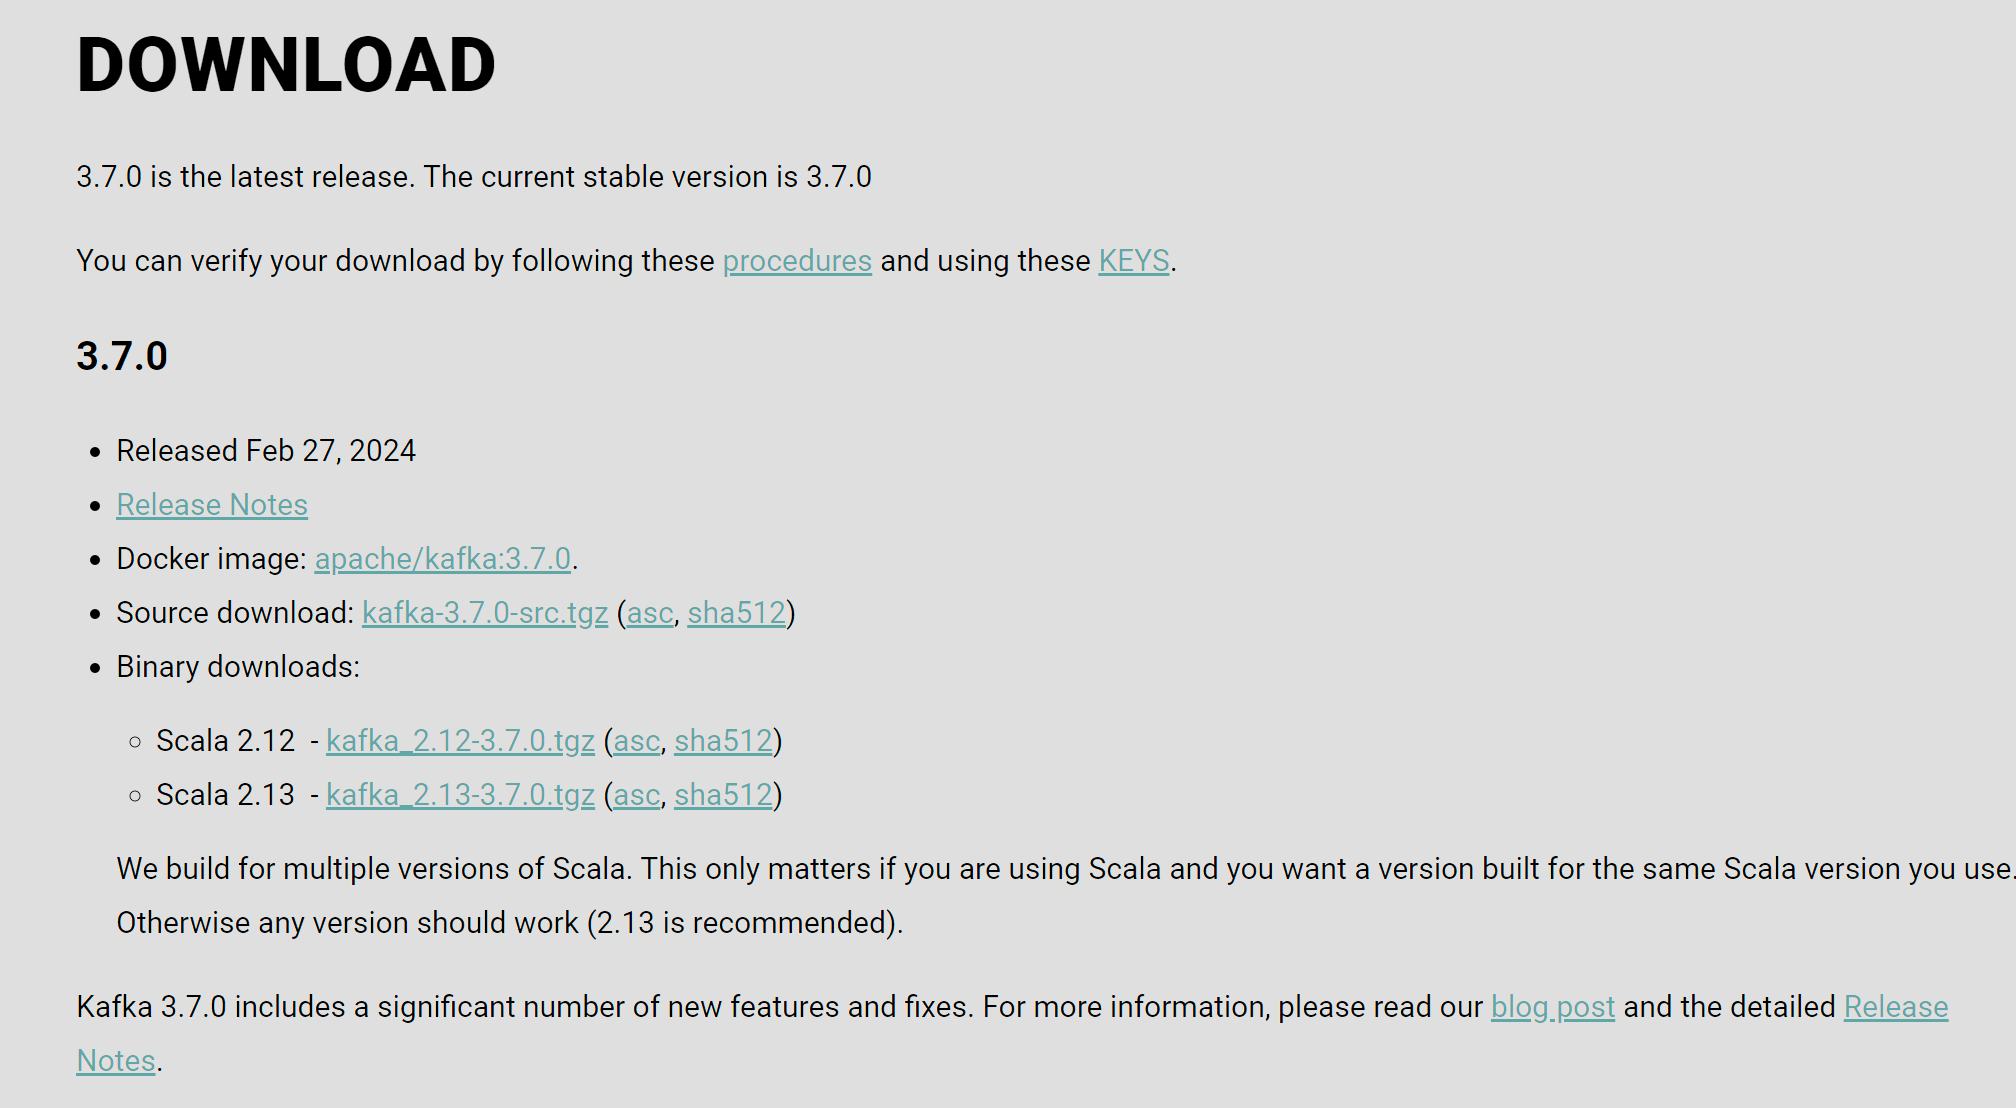 DOWNLOAD
3.7.0 is the latest release. The current stable version is 3.7.0
You can verify your download by following these procedures and using these KEYS.
3.7.0
• Released Feb 27, 2024
• Release Notes
• Docker image: apache/kafka:3.7.0.
• Source download: kafka-3.7.0-src.tgz (asc, sha512)
• Binary downloads:
○ Scala 2.12 - kafka_2.12-3.7.0.tgz (asc, sha512)
○ Scala 2.13 - kafka_2.13-3.7.0.tgz (asc, sha512)
We build for multiple versions of Scala. This only matters if you are using Scala and you want a version built for the same Scala version you use.
Otherwise any version should work (2.13 is recommended).
Kafka 3.7.0 includes a significant number of new features and fixes. For more information, please read our blog post and the detailed Release
Notes.